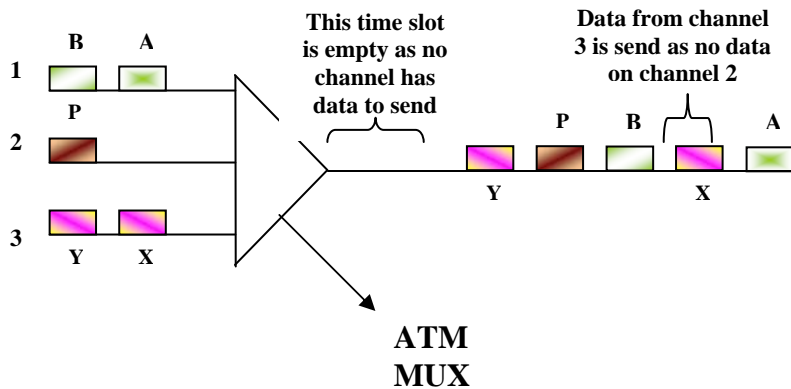 This time slot
is empty as no
channel has
data to send
Data from channel
3 is send as no data
on channel 2
B A
1
P
2
3
Y X
P B A
Y X
ATM
MUX